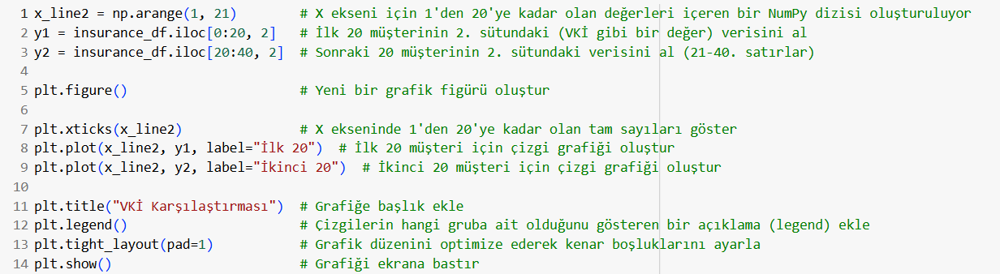 1 x_line2 = np.arange(1, 21) # X ekseni için 1'den 20'ye kadar olan değerleri içeren bir NumPy dizisi oluşturuluyor
2 y1 = insurance_df.iloc[0:20, 2] # İlk 20 müşterinin 2. sütundaki (VKİ gibi bir değer) verisini al
3 y2 = insurance_df.iloc[20:40, 2] # Sonraki 20 müşterinin 2. sütundaki verisini al (21-40. satırlar)
4
5 plt.figure() # Yeni bir grafik figürü oluştur
6
7 plt.xticks(x_line2) # X ekseninde 1'den 20'ye kadar olan tam sayıları göster
8 plt.plot(x_line2, y1, label="İlk 20") # İlk 20 müşteri için çizgi grafiği oluştur
9 plt.plot(x_line2, y2, label="İkinci 20") # İkinci 20 müşteri için çizgi grafiği oluştur
10
11 plt.title("VKİ Karşılaştırması") # Grafiğe başlık ekle
12 plt.legend() # Çizgilerin hangi gruba ait olduğunu gösteren bir açıklama (legend) ekle
13 plt.tight_layout(pad=1) # Grafik düzenini optimize ederek kenar boşluklarını ayarla
14 plt.show() # Grafiği ekrana bastır